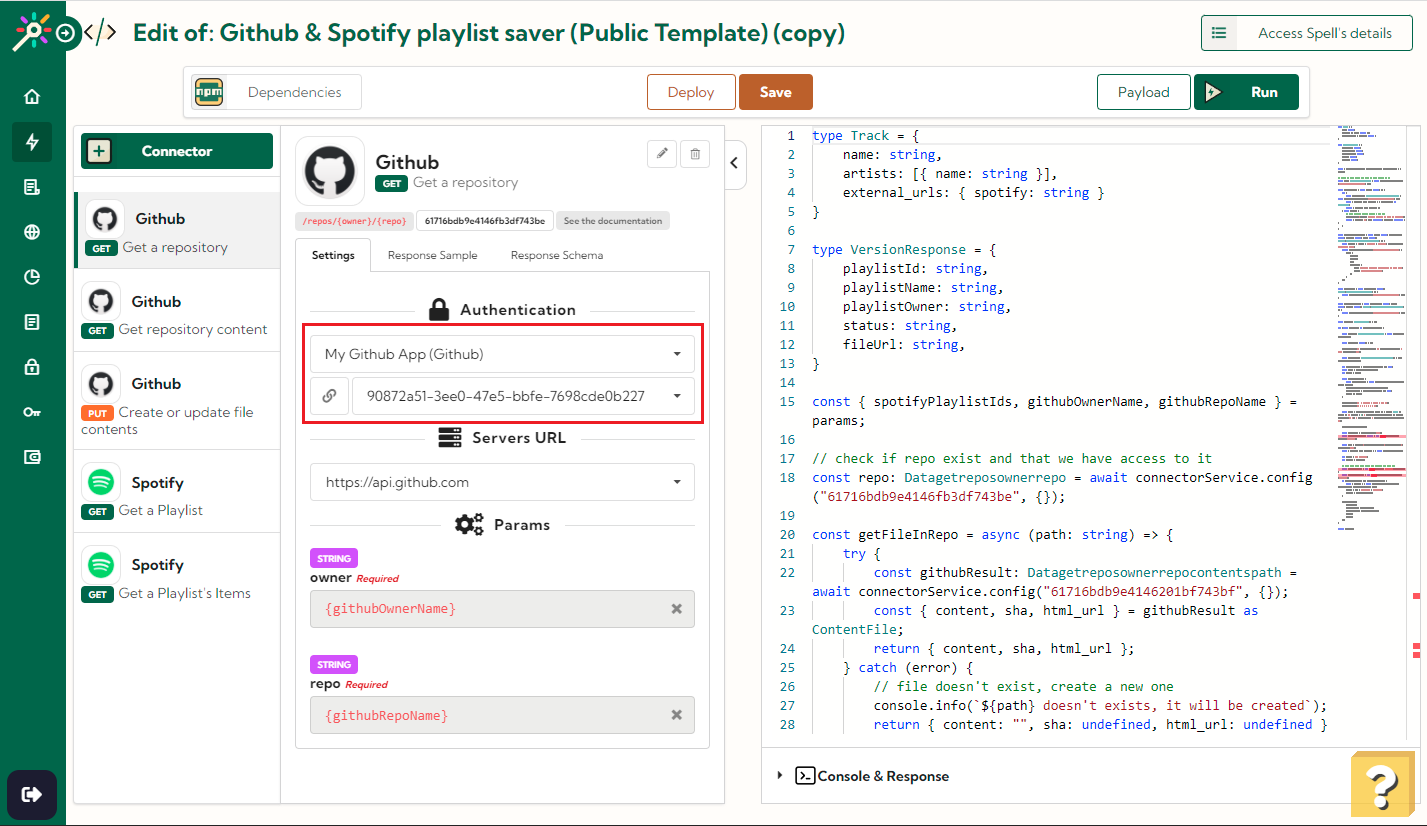 </> Edit of: Github & Spotify playlist saver (Public Template) (copy)
Access Spell's details
npm Dependencies
Deploy
Save
Payload
Run
Connector
Github
GET Get a repository
Github
GET Get repository content
Github
PUT Create or update file
contents
Spotify
GET Get a Playlist
Spotify
GET Get a Playlist's Items
Github
GET Get a repository
/repos/{owner}/{repo} 61716bdb9e4146fb3df743be See the documentation
Settings Response Sample Response Schema
Authentication
My Github App (Github)
90872a51-3ee0-47e5-bbfe-7698cde0b227
Servers URL
https://api.github.com
Params
STRING
owner Required
{githubOwnerName}
STRING
repo Required
{githubRepoName}
1 type Track = {
2 name: string,
3 artists: [{ name: string }],
4 external_urls: { spotify: string }
5 }
6
7 type VersionResponse = {
8 playlistId: string,
9 playlistName: string,
10 playlistOwner: string,
11 status: string,
12 fileUrl: string,
13 }
14
15 const { spotifyPlaylistIds, githubOwnerName, githubRepoName } =
params;
16
17 // check if repo exist and that we have access to it
18 const repo: Datagetreposownerrepo = await connectorService.config
("61716bdb9e4146fb3df743be", {});
19
20 const getFileInRepo = async (path: string) => {
21 try {
22 const githubResult: Datagetreposownerrepocontentspath =
await connectorService.config("61716bdb9e4146201bf743bf", {});
23 const { content, sha, html_url } = githubResult as
ContentFile;
24 return { content, sha, html_url };
25 } catch (error) {
26 // file doesn't exist, create a new one
27 console.info(`${path} doesn't exists, it will be created`);
28 return { content: "", sha: undefined, html_url: undefined }
Console & Response
?